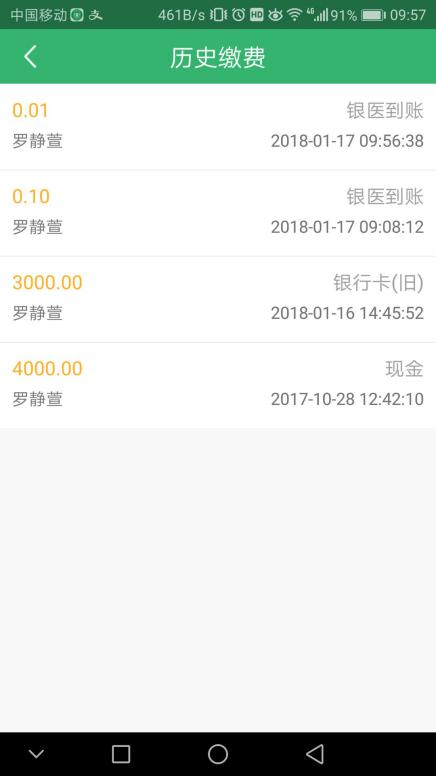 中国移动 461B/s HD 4G 91% 09:57
历史缴费
0.01 银医到账
罗静萱 2018-01-17 09:56:38
0.10 银医到账
罗静萱 2018-01-17 09:08:12
3000.00 银行卡(旧)
罗静萱 2018-01-16 14:45:52
4000.00 现金
罗静萱 2017-10-28 12:42:10